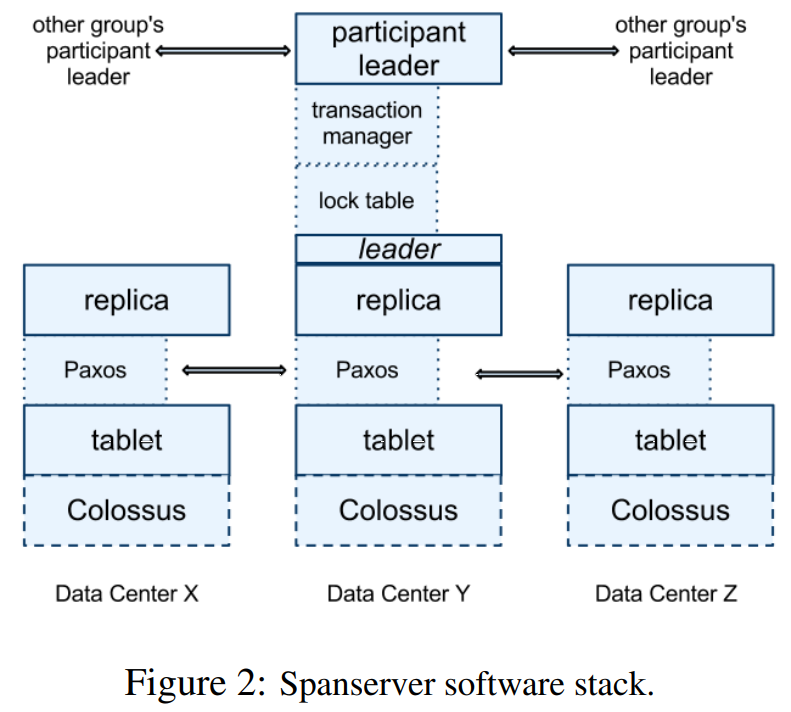 other group's
participant
leader
participant
leader
other group's
participant
leader
transaction
manager
lock table
leader
replica
replica
replica
Paxos
Paxos
Paxos
tablet
tablet
tablet
Colossus
Colossus
Colossus
Data Center X
Data Center Y
Data Center Z
Figure 2: Spanserver software stack.